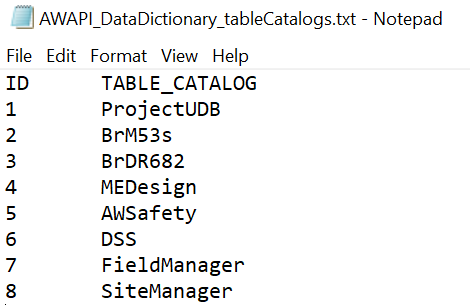 AWAPI_DataDictionary_tableCatalogs.txt - Notepad
File Edit Format View Help
ID TABLE_CATALOG
1 ProjectUDB
2 BrM53s
3 BrDR682
4 MEDesign
5 AWSafety
6 DSS
7 FieldManager
8 SiteManager